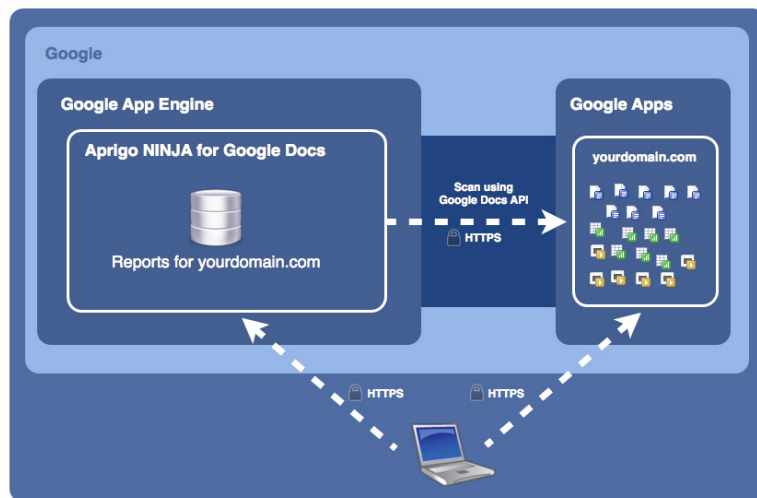 Google
Google App Engine
Aprigo NINJA for Google Docs
Reports for yourdomain.com
Scan using
Google Docs API
HTTPS
Google Apps
yourdomain.com
HTTPS
HTTPS